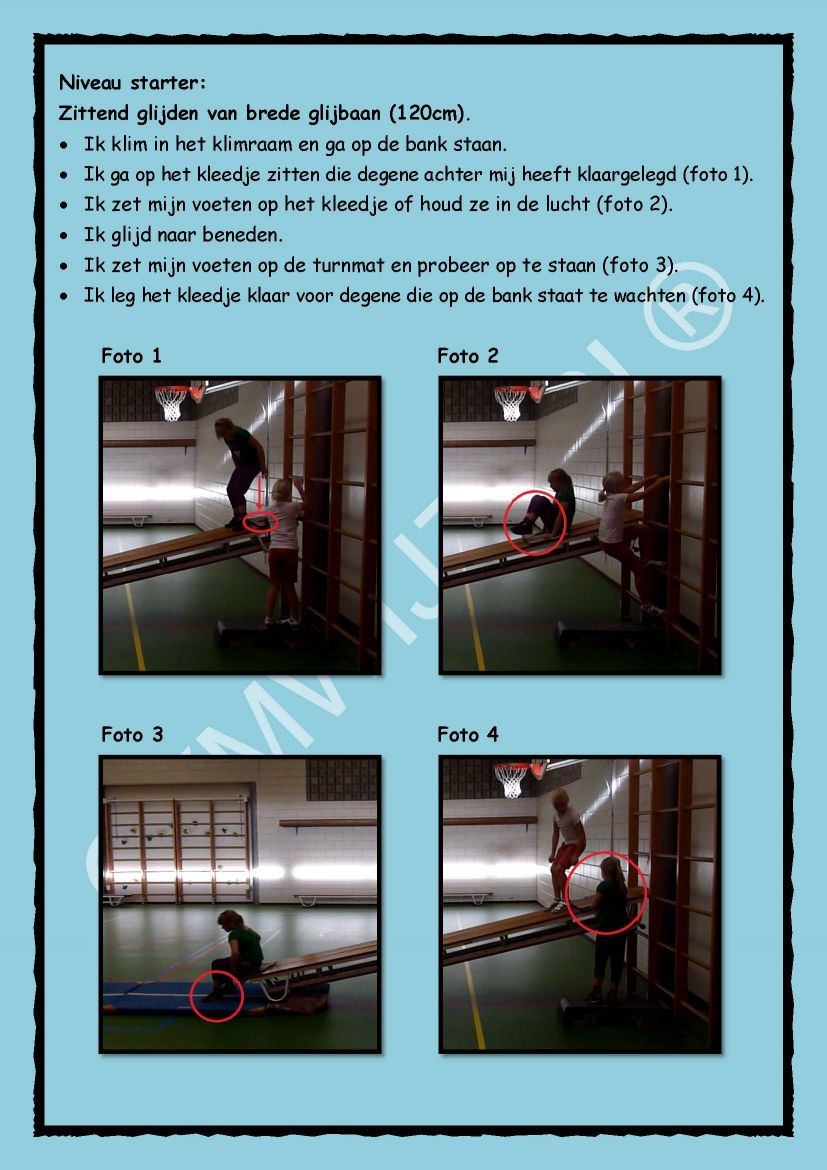 Niveau starter:
Zittend glijden van brede glijbaan (120cm).
• Ik klim in het klimraam en ga op de bank staan.
• Ik ga op het kleedje zitten die degene achter mij heeft klaargelegd (foto 1).
• Ik zet mijn voeten op het kleedje of houd ze in de lucht (foto 2).
• Ik glijd naar beneden.
• Ik zet mijn voeten op de turnmat en probeer op te staan (foto 3).
• Ik leg het kleedje klaar voor degene die op de bank staat te wachten (foto 4).
Foto 1
Foto 2
Foto 3
Foto 4